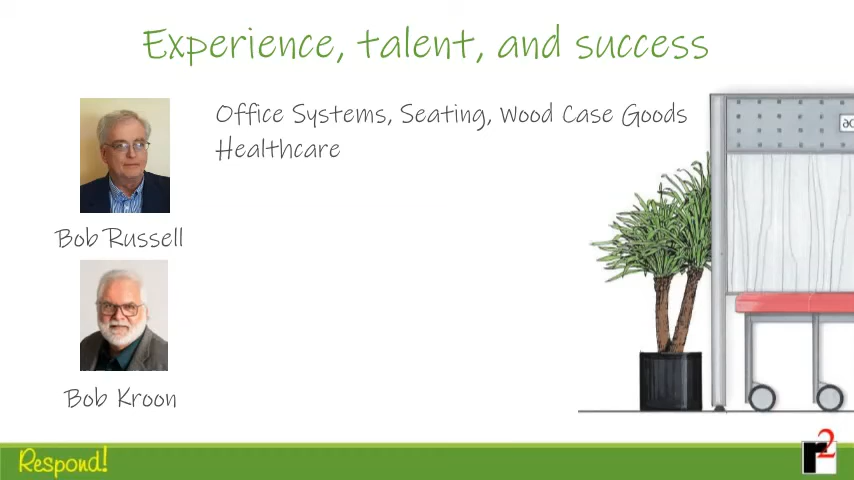 Experience, talent, and success
Office Systems, Seating, Wood Case Goods
Healthcare
Bob Russell
Bob Kroon
Respond!
r2